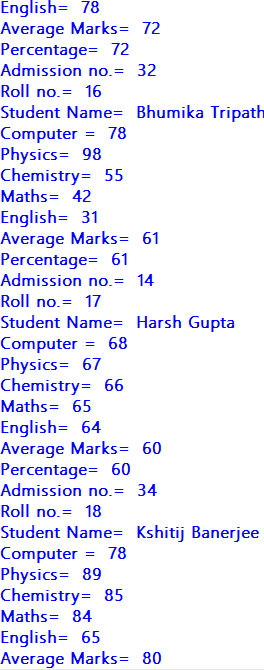 English=  78
Average Marks=  72
Percentage=  72
Admission no.=  32
Roll no.=  16
Student Name=  Bhumika Tripath
Computer =  78
Physics=  98
Chemistry=  55
Maths=  42
English=  31
Average Marks=  61
Percentage=  61
Admission no.=  14
Roll no.=  17
Student Name=  Harsh Gupta
Computer =  68
Physics=  67
Chemistry=  66
Maths=  65
English=  64
Average Marks=  60
Percentage=  60
Admission no.=  34
Roll no.=  18
Student Name=  Kshitij Banerjee
Computer =  78
Physics=  89
Chemistry=  85
Maths=  84
English=  65
Average Marks=  80